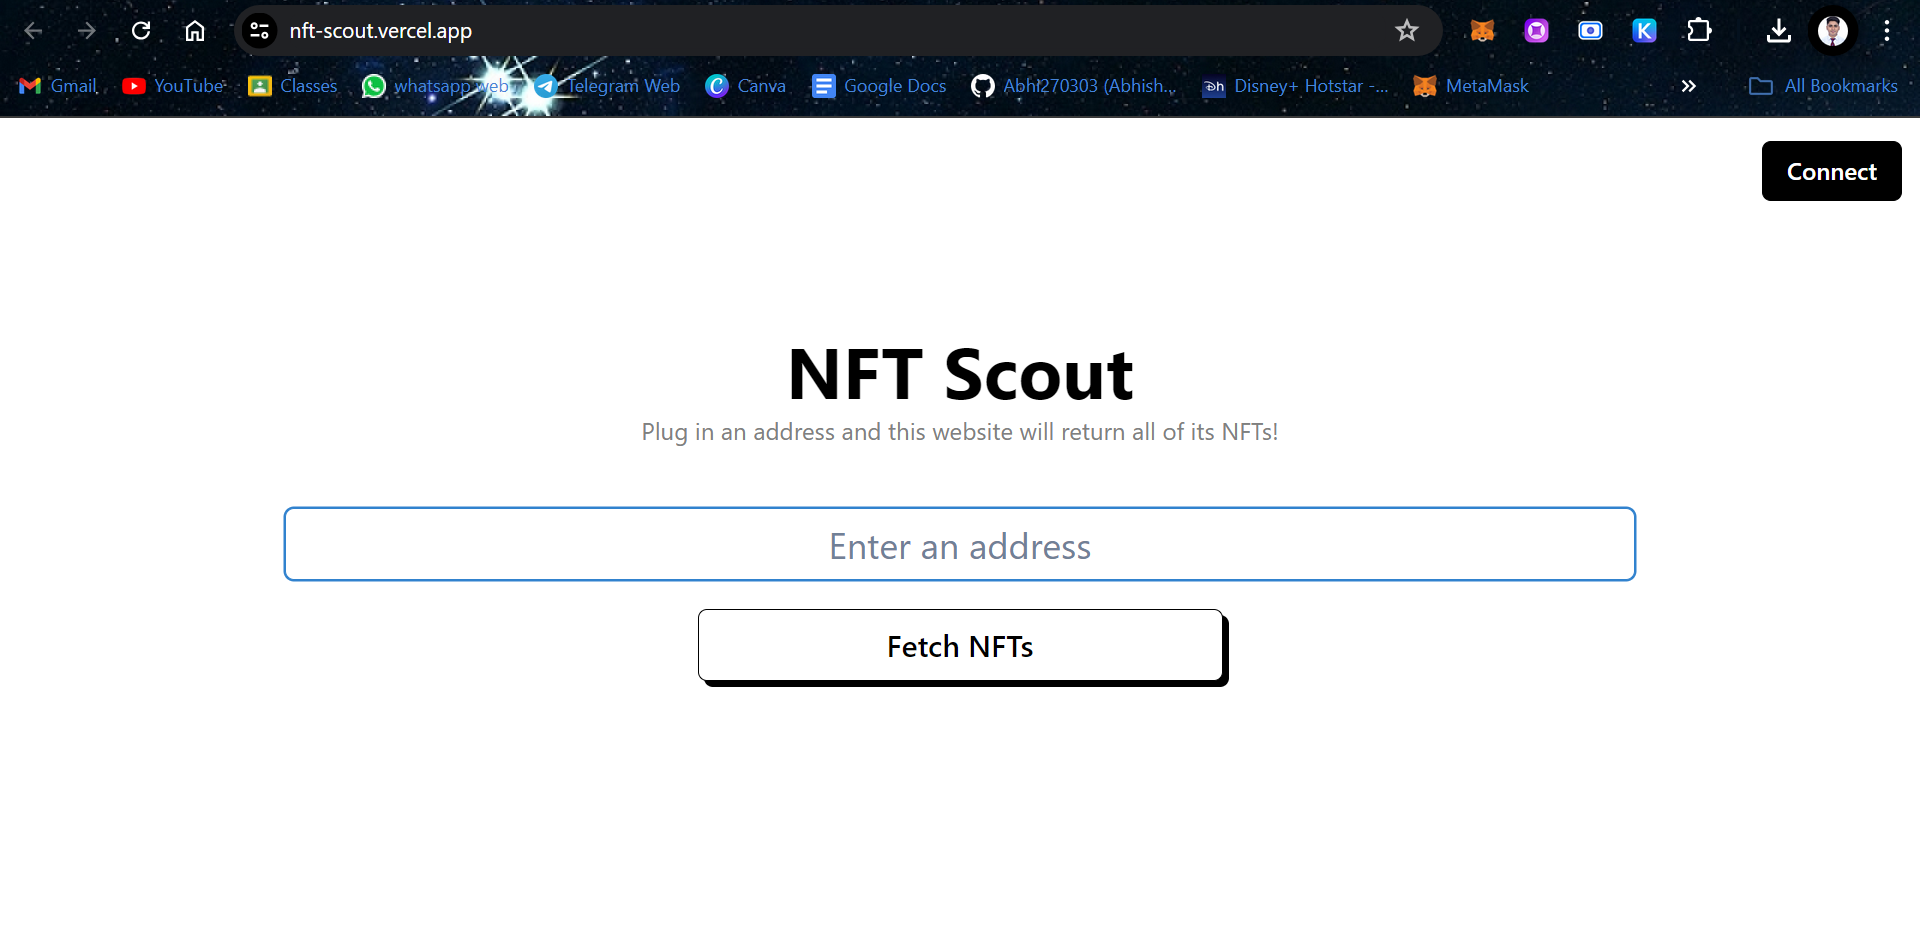 nft-scout.vercel.app
Gmail YouTube Classes whatsapp web Telegram Web Canva Google Docs Abhi270303 (Abhish... Disney+ Hotstar -... MetaMask » All Bookmarks
Connect
NFT Scout
Plug in an address and this website will return all of its NFTs!
Enter an address
Fetch NFTs